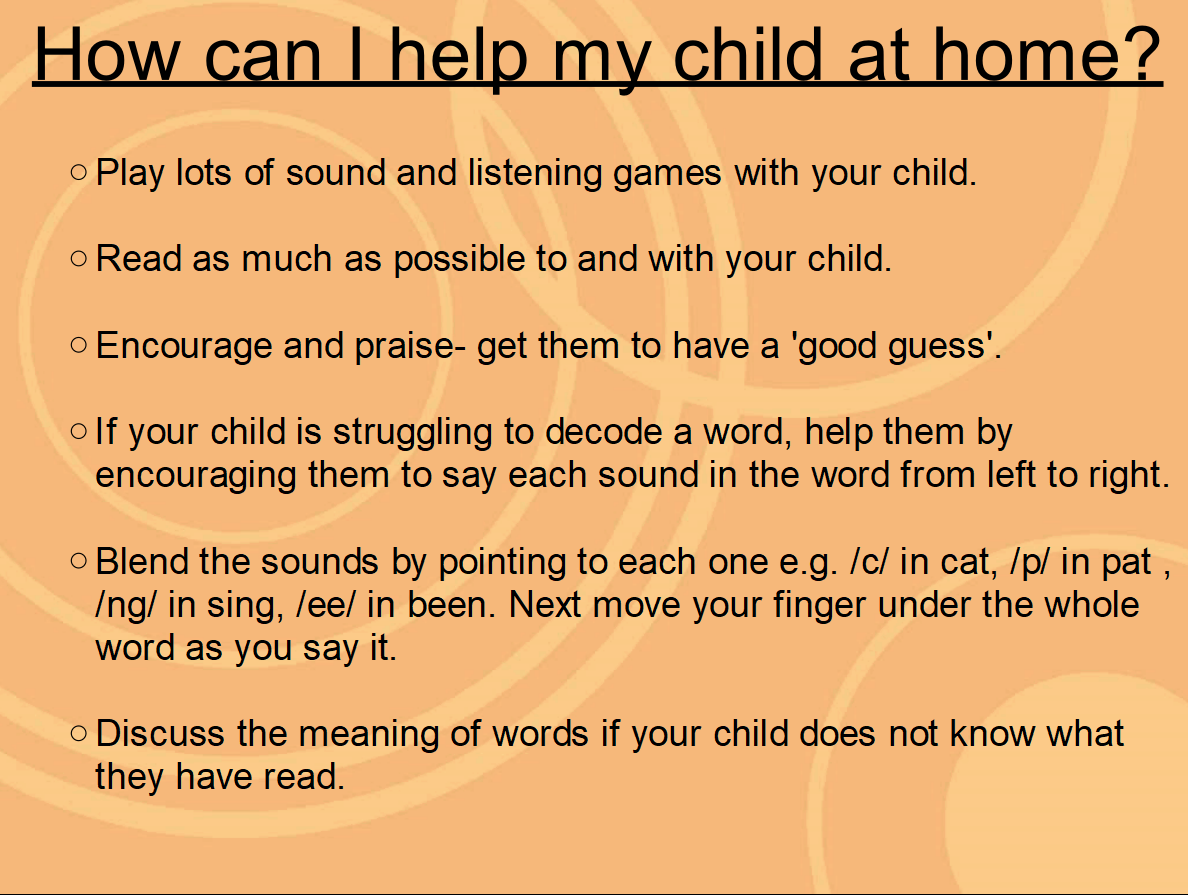 How can I help my child at home?
○ Play lots of sound and listening games with your child.
○ Read as much as possible to and with your child.
○ Encourage and praise- get them to have a 'good guess'.
○ If your child is struggling to decode a word, help them by
encouraging them to say each sound in the word from left to right.
○ Blend the sounds by pointing to each one e.g. /c/ in cat, /p/ in pat ,
/ng/ in sing, /ee/ in been. Next move your finger under the whole
word as you say it.
○ Discuss the meaning of words if your child does not know what
they have read.